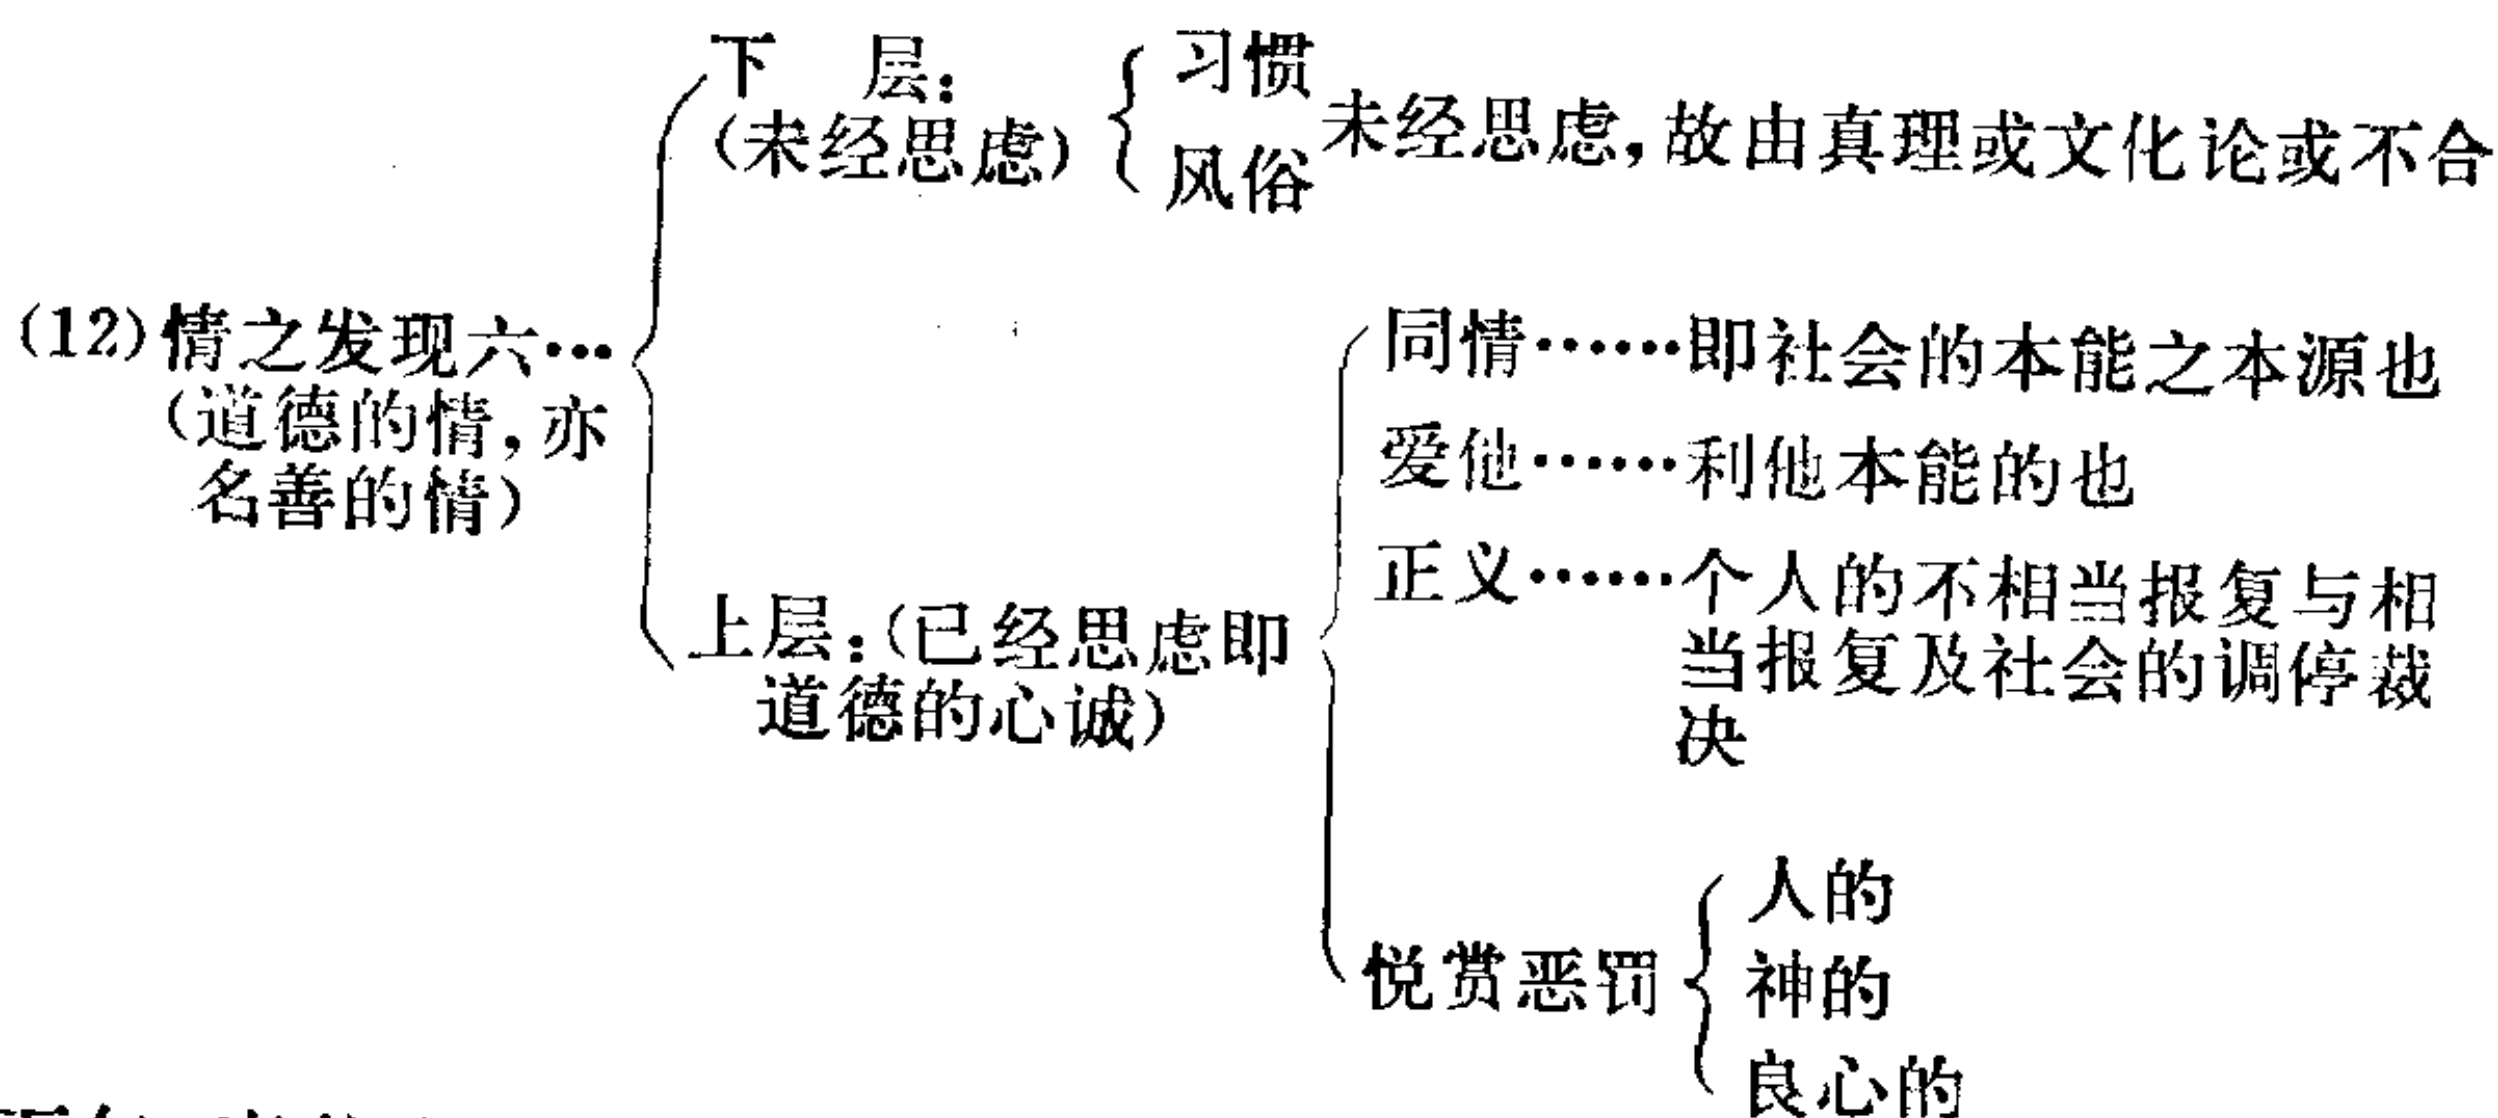 下　层：
(未经思虑)
习惯
风俗
未经思虑，故由真理或文化论或不合
(12)情之发现六…
(道德的情，亦
名善的情)
上层：(已经思虑即
道德的心诚)
同情……即社会的本能之本源也
爱他……利他本能的也
正义……个人的不相当报复与相
当报复及社会的调停裁
决
悦赏恶罚
人的
神的
良心的